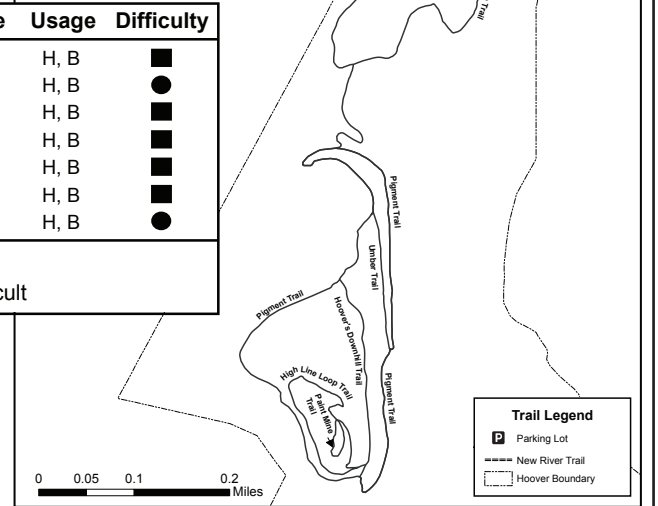 Usage Difficulty
H, B
H, B
H, B
H, B
H, B
H, B
H, B
Trail
Pigment Trail
Umber Trail
Pigment Trail
Hoover's Downhill Trail
High Line Loop Trail
Paint Mine
Trail
Pigment Trail
Trail Legend
P Parking Lot
New River Trail
Hoover Boundary
0 0.05 0.1 0.2
Miles